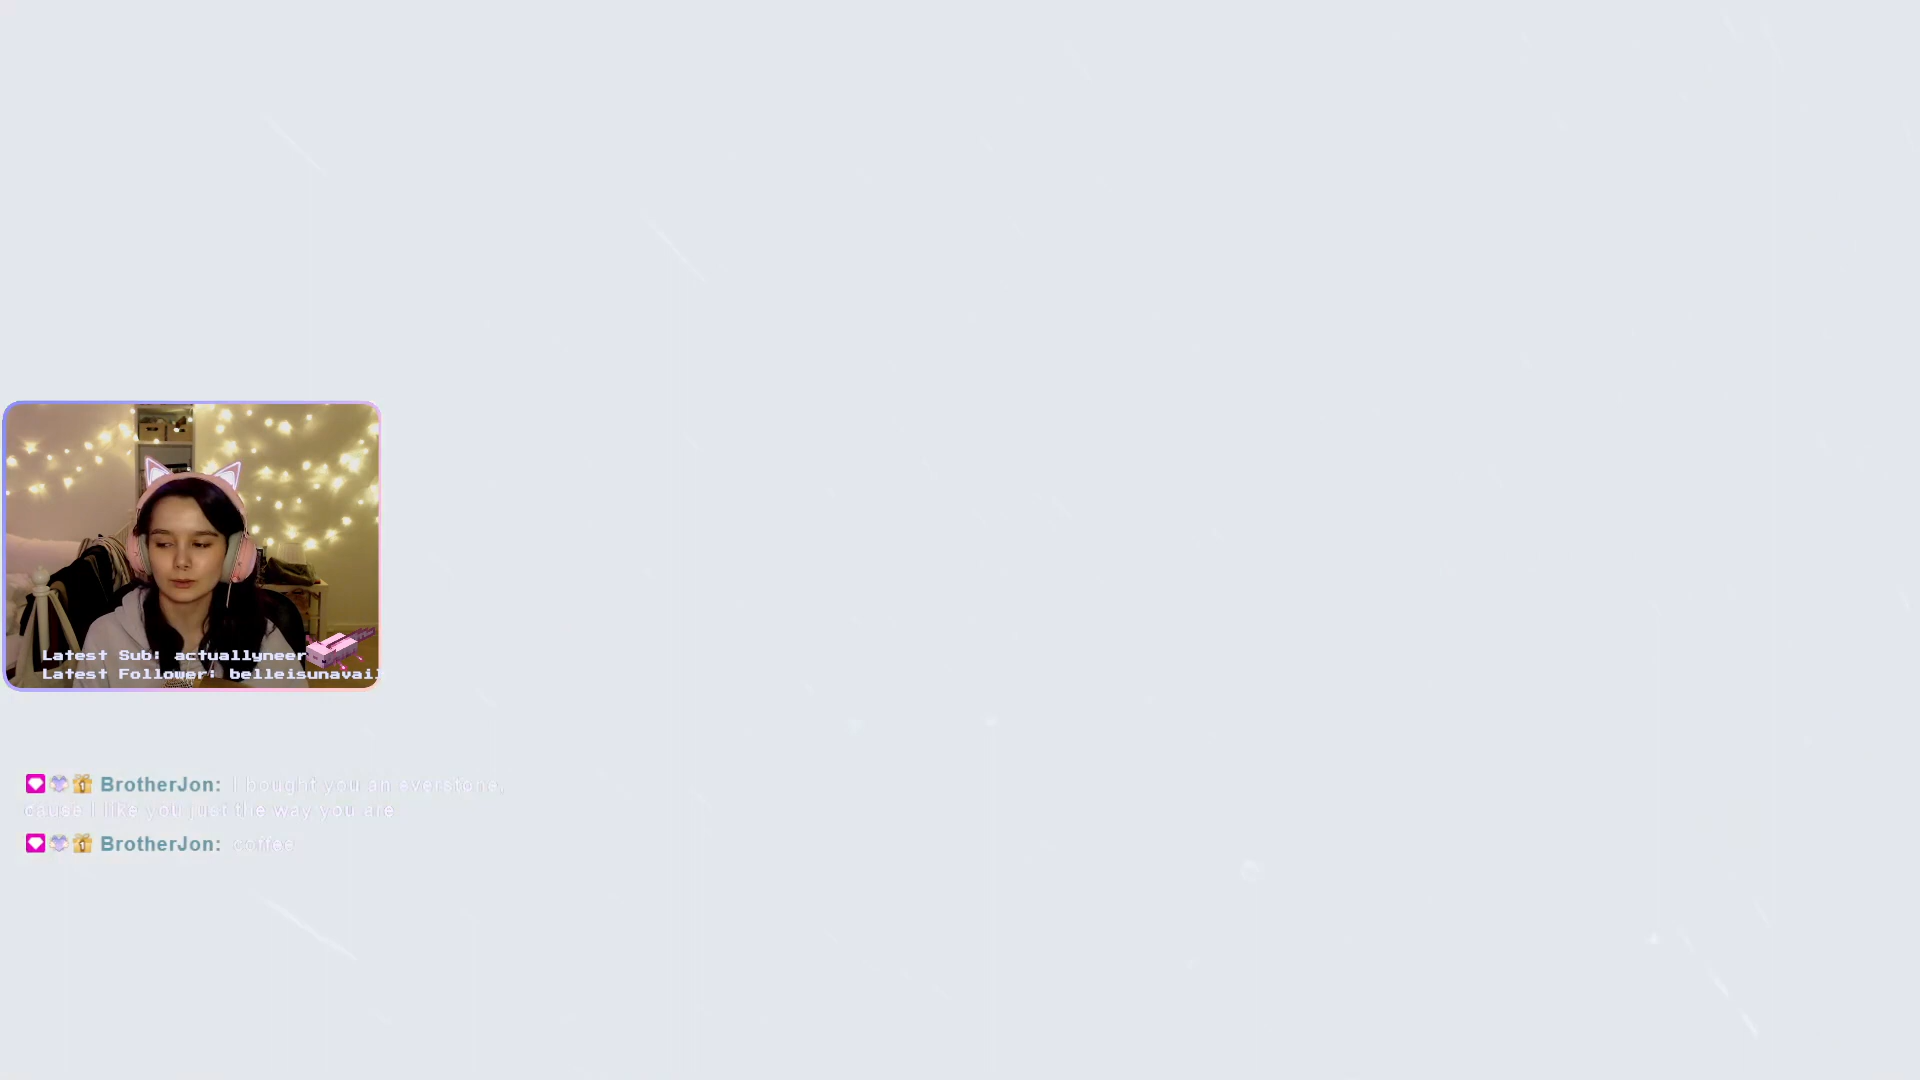 Latest Sub: actuallyneer
Latest Follower: belleisunavail
BrotherJon: I bought you an everstone,
cause I like you just the way you are
BrotherJon: coffee